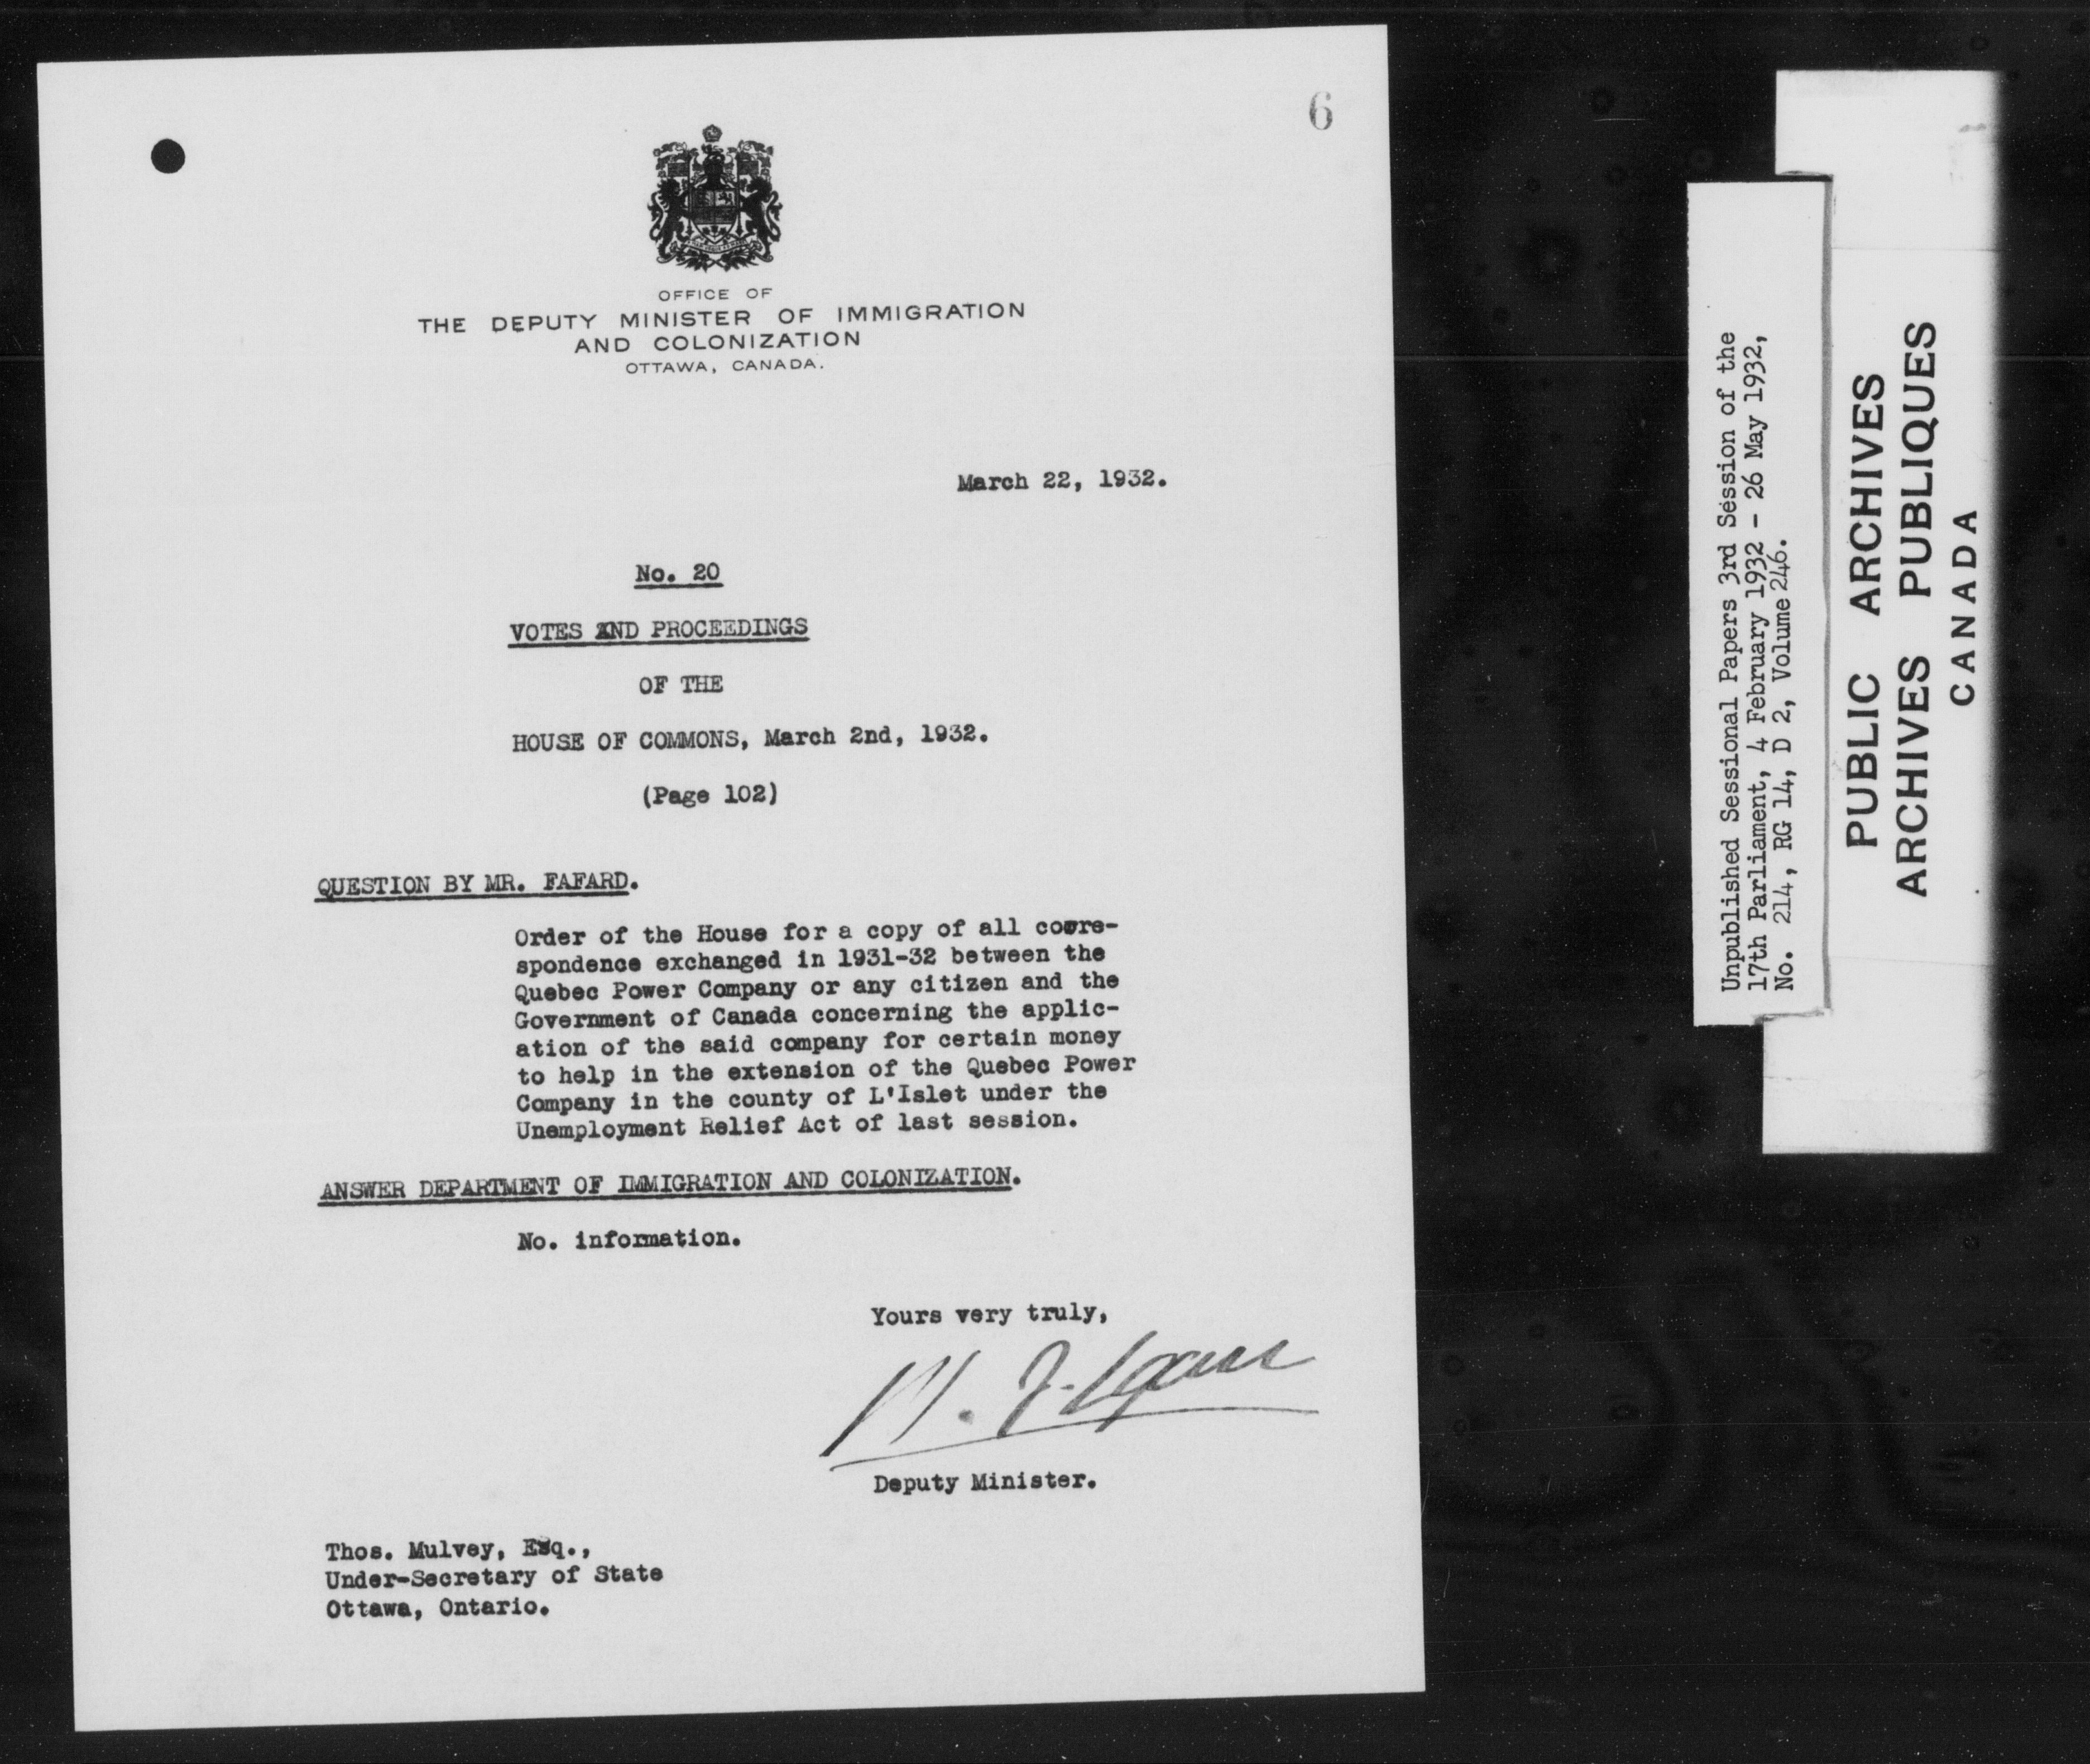 6
OFFICE OF
THE DEPUTY MINISTER OF IMMIGRATION
AND COLONIZATION
OTTAWA, CANADA.
March 22, 1932.
No. 20
VOTES AND PROCEEDINGS
OF THE
HOUSE OF COMMONS, March 2nd, 1932.
(Page 102)
QUESTION BY MR. FAFARD.
Order of the House for a copy of all corre-
spondence exchanged in 1931-32 between the
Quebec Power Company or any citizen and the
Government of Canada concerning the applic-
ation of the said company for certain money
to help in the extension of the Quebec Power
Company in the county of L'Islet under the
Unemployment Relief Act of last session.
ANSWER DEPARTMENT OF IMMIGRATION AND COLONIZATION.
No. information.
Yours very truly,
Deputy Minister.
Thos. Mulvey, Esq.,
Under-Secretary of State
Ottawa, Ontario.
Unpublished Sessional Papers 3rd Session of the
17th Parliament, 4 February 1932 - 26 May 1932,
No. 214, RG 14, D 2, Volume 246.
PUBLIC ARCHIVES
ARCHIVES PUBLIQUES
CANADA